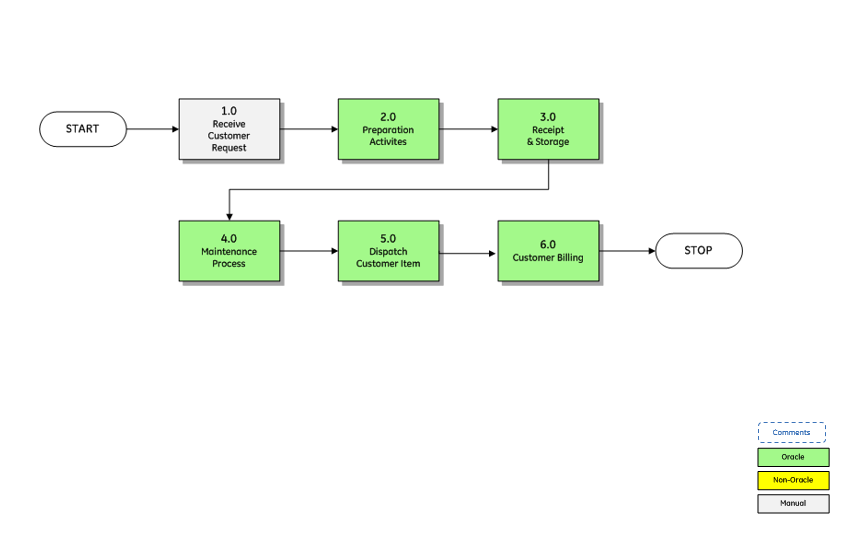 START
1.0
Receive
Customer
Request
2.0
Preparation
Activites
3.0
Receipt
& Storage
4.0
Maintenance
Process
5.0
Dispatch
Customer Item
6.0
Customer Billing
STOP
Comments
Oracle
Non-Oracle
Manual